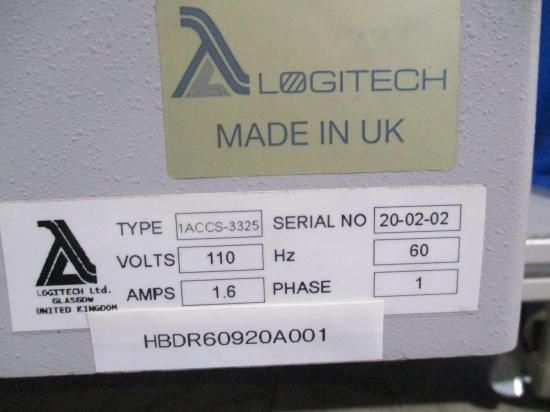 LOGITECH
MADE IN UK
TYPE 1ACCS-3325 SERIAL NO 20-02-02
VOLTS 110 Hz 60
AMPS 1.6 PHASE 1
LOGITECH Ltd.
GLASGOW
UNITED KINGDOM
HBDR60920A001